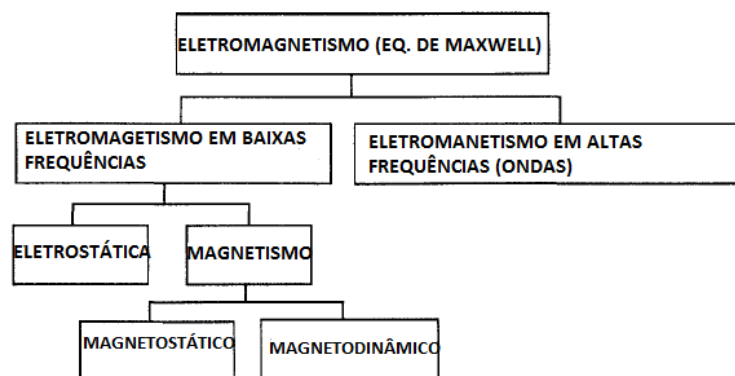 ELETROMAGNETISMO (EQ. DE MAXWELL)
ELETROMAGETISMO EM BAIXAS
FREQUÊNCIAS
ELETROMANETISMO EM ALTAS
FREQUÊNCIAS (ONDAS)
ELETROSTÁTICA
MAGNETISMO
MAGNETOSTÁTICO
MAGNETODINÂMICO